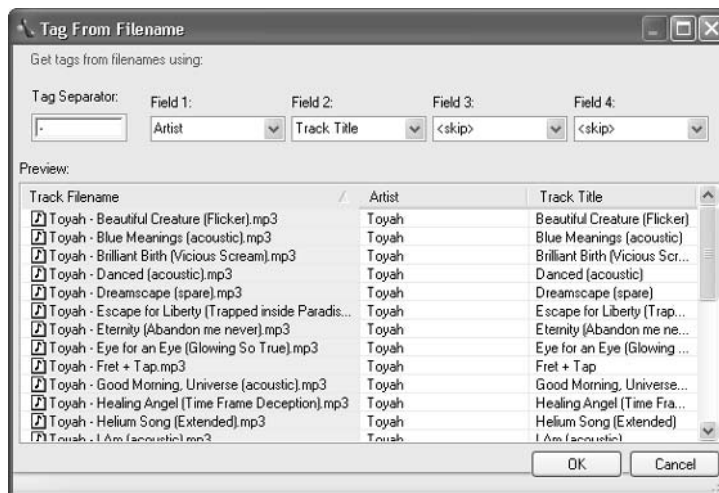 Tag From Filename
Get tags from filenames using:
Tag Separator: Field 1: Field 2: Field 3: Field 4:
- Artist Track Title <skip> <skip>
Preview:
Track Filename Artist Track Title
Toyah - Beautiful Creature (Flicker).mp3 Toyah Beautiful Creature (Flicker)
Toyah - Blue Meanings (acoustic).mp3 Toyah Blue Meanings (acoustic)
Toyah - Brilliant Birth (Vicious Scream).mp3 Toyah Brilliant Birth (Vicious Scr...
Toyah - Danced (acoustic).mp3 Toyah Danced (acoustic)
Toyah - Dreamscape (spare).mp3 Toyah Dreamscape (spare)
Toyah - Escape for Liberty (Trapped inside Paradis... Toyah Escape for Liberty (Trap...
Toyah - Eternity (Abandon me never).mp3 Toyah Eternity (Abandon me ne...
Toyah - Eye for an Eye (Glowing So True).mp3 Toyah Eye for an Eye (Glowing ...
Toyah - Fret + Tap.mp3 Toyah Fret + Tap
Toyah - Good Morning, Universe (acoustic).mp3 Toyah Good Morning, Universe...
Toyah - Healing Angel (Time Frame Deception).mp3 Toyah Healing Angel (Time Fra...
Toyah - Helium Song (Extended).mp3 Toyah Helium Song (Extended)
Toyah - I Am (acoustic).mp3 Toyah I Am (acoustic)
OK Cancel